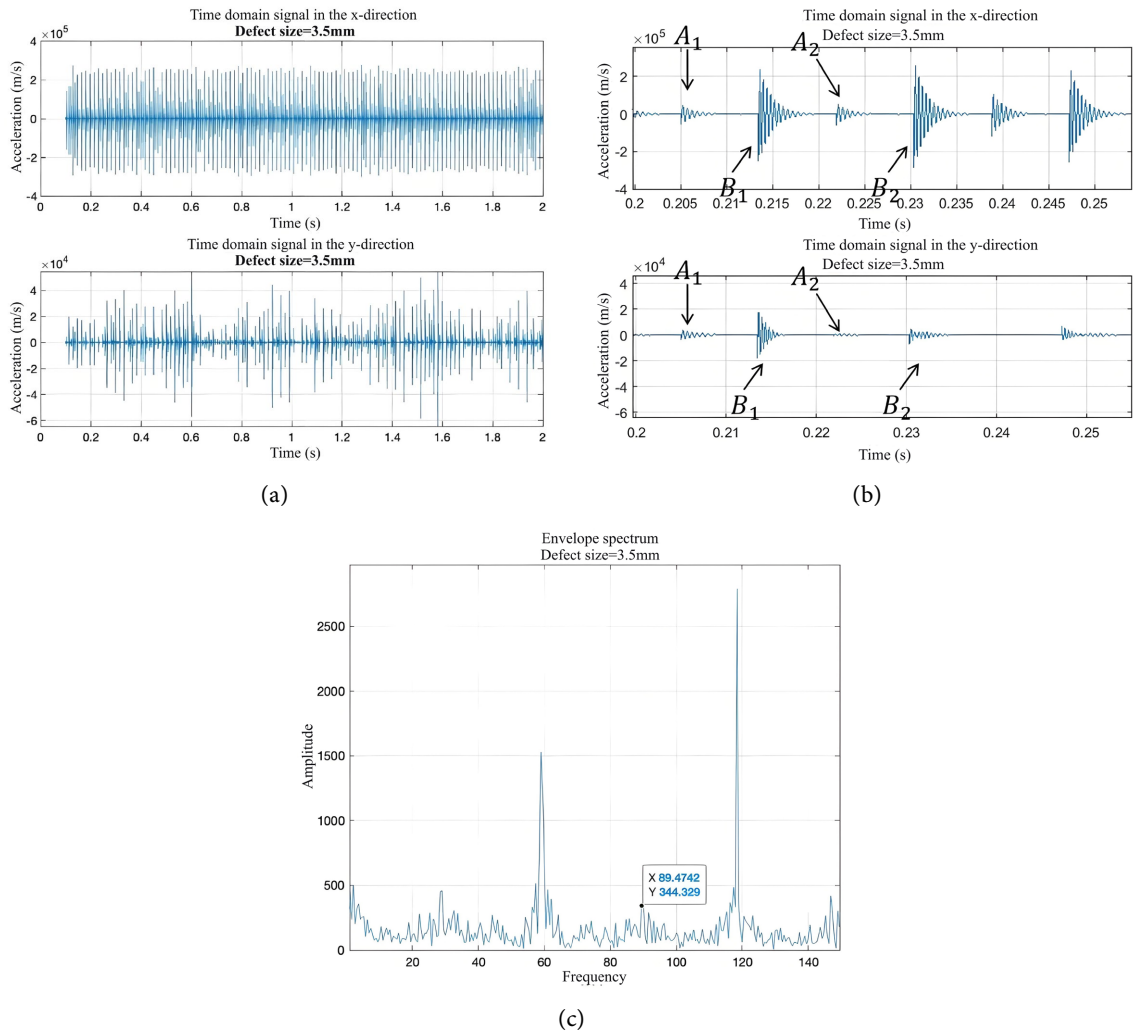 Time domain signal in the x-direction
Defect size=3.5mm
×10⁵
4
2
0
-2
-4
Acceleration (m/s)
0 0.2 0.4 0.6 0.8 1 1.2 1.4 1.6 1.8 2
Time (s)
Time domain signal in the y-direction
Defect size=3.5mm
×10⁴
4
2
0
-2
-4
-6
Acceleration (m/s)
0 0.2 0.4 0.6 0.8 1 1.2 1.4 1.6 1.8 2
Time (s)
(a)
Time domain signal in the x-direction
Defect size=3.5mm
×10⁵
A₁
A₂
2
0
-2
-4
Acceleration (m/s)
B₁
B₂
0.2 0.205 0.21 0.215 0.22 0.225 0.23 0.235 0.24 0.245 0.25
Time (s)
Time domain signal in the y-direction
Defect size=3.5mm
×10⁴
A₁
A₂
4
2
0
-2
-4
-6
Acceleration (m/s)
B₁
B₂
0.2 0.21 0.22 0.23 0.24 0.25
Time (s)
(b)
Envelope spectrum
Defect size=3.5mm
2500
2000
1500
1000
500
0
Amplitude
X 89.4742
Y 344.329
20 40 60 80 100 120 140
Frequency
(c)